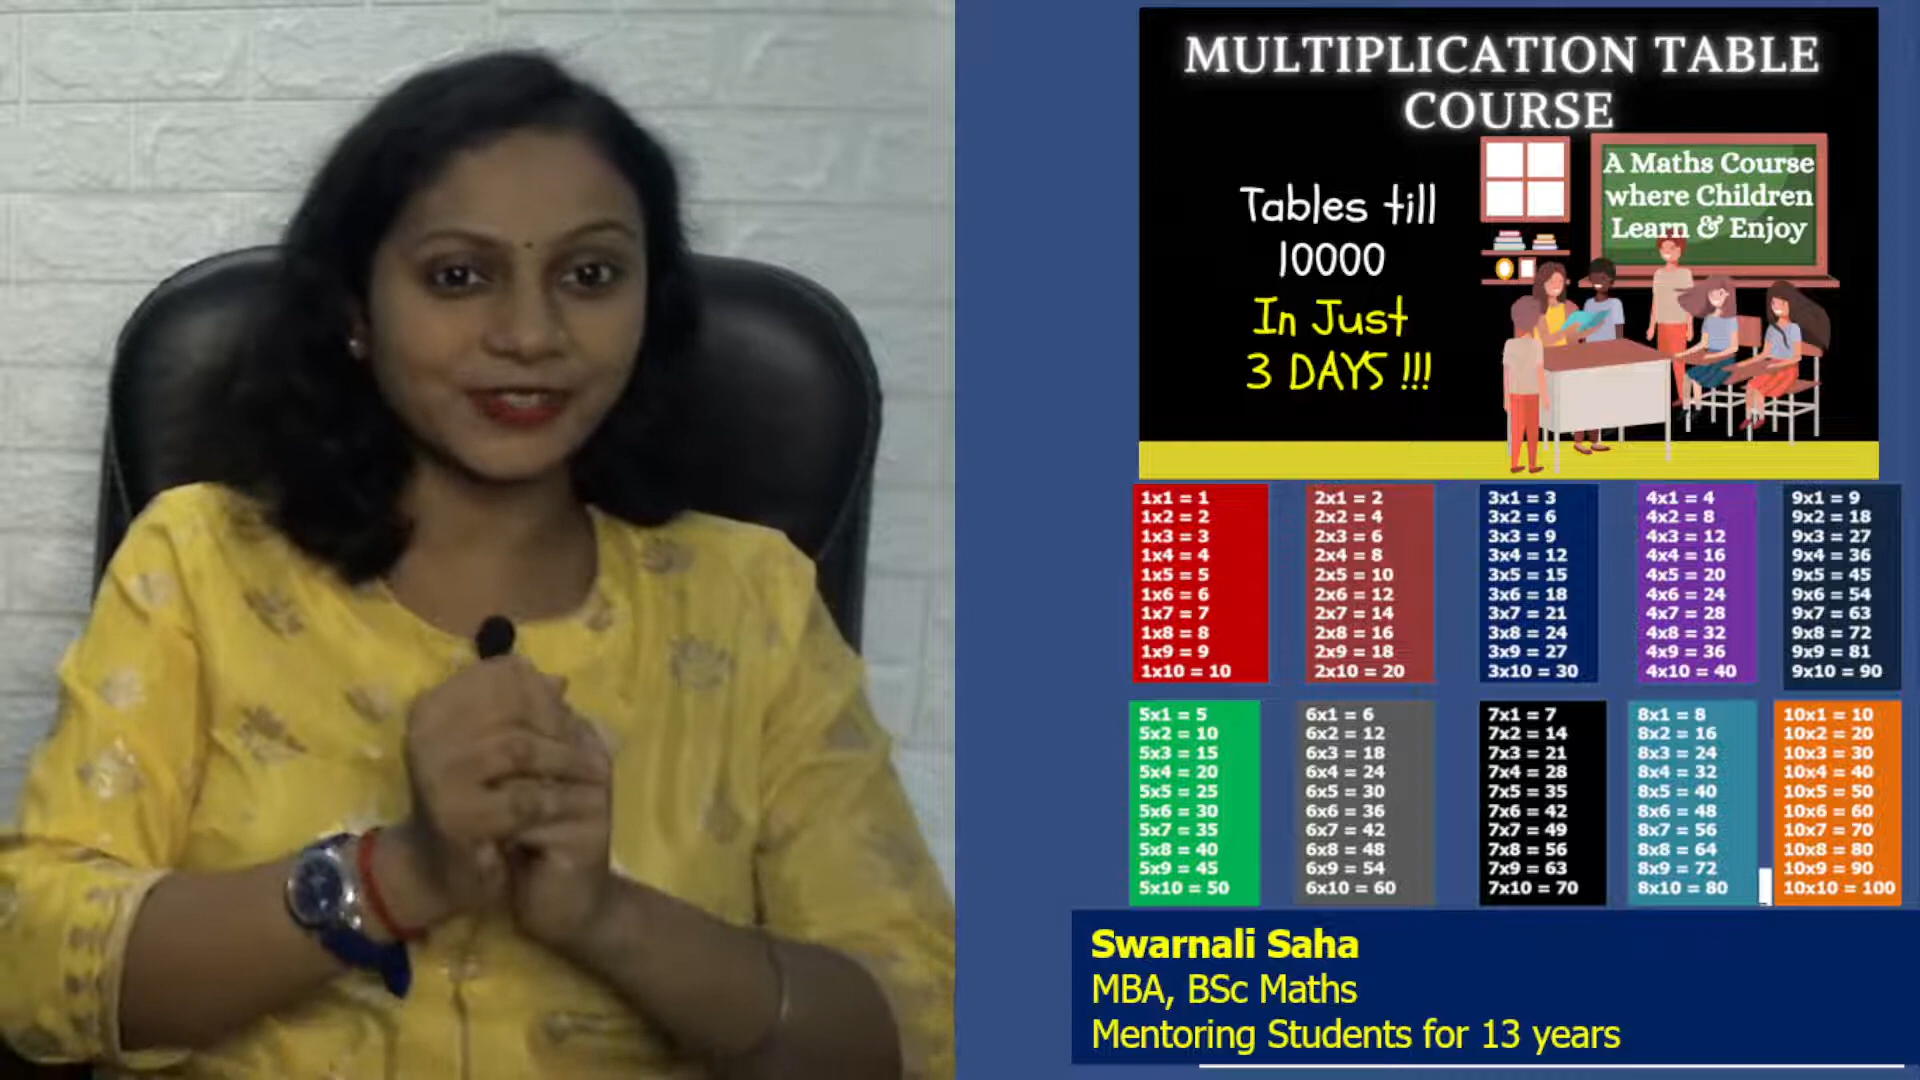 MULTIPLICATION TABLE
COURSE
Tables till
10000
In Just
3 DAYS !!!
A Maths Course
where Children
Learn & Enjoy
1x1 = 1
1x2 = 2
1x3 = 3
1x4 = 4
1x5 = 5
1x6 = 6
1x7 = 7
1x8 = 8
1x9 = 9
1x10 = 10
2x1 = 2
2x2 = 4
2x3 = 6
2x4 = 8
2x5 = 10
2x6 = 12
2x7 = 14
2x8 = 16
2x9 = 18
2x10 = 20
3x1 = 3
3x2 = 6
3x3 = 9
3x4 = 12
3x5 = 15
3x6 = 18
3x7 = 21
3x8 = 24
3x9 = 27
3x10 = 30
4x1 = 4
4x2 = 8
4x3 = 12
4x4 = 16
4x5 = 20
4x6 = 24
4x7 = 28
4x8 = 32
4x9 = 36
4x10 = 40
9x1 = 9
9x2 = 18
9x3 = 27
9x4 = 36
9x5 = 45
9x6 = 54
9x7 = 63
9x8 = 72
9x9 = 81
9x10 = 90
5x1 = 5
5x2 = 10
5x3 = 15
5x4 = 20
5x5 = 25
5x6 = 30
5x7 = 35
5x8 = 40
5x9 = 45
5x10 = 50
6x1 = 6
6x2 = 12
6x3 = 18
6x4 = 24
6x5 = 30
6x6 = 36
6x7 = 42
6x8 = 48
6x9 = 54
6x10 = 60
7x1 = 7
7x2 = 14
7x3 = 21
7x4 = 28
7x5 = 35
7x6 = 42
7x7 = 49
7x8 = 56
7x9 = 63
7x10 = 70
8x1 = 8
8x2 = 16
8x3 = 24
8x4 = 32
8x5 = 40
8x6 = 48
8x7 = 56
8x8 = 64
8x9 = 72
8x10 = 80
10x1 = 10
10x2 = 20
10x3 = 30
10x4 = 40
10x5 = 50
10x6 = 60
10x7 = 70
10x8 = 80
10x9 = 90
10x10 = 100
Swarnali Saha
MBA, BSc Maths
Mentoring Students for 13 years